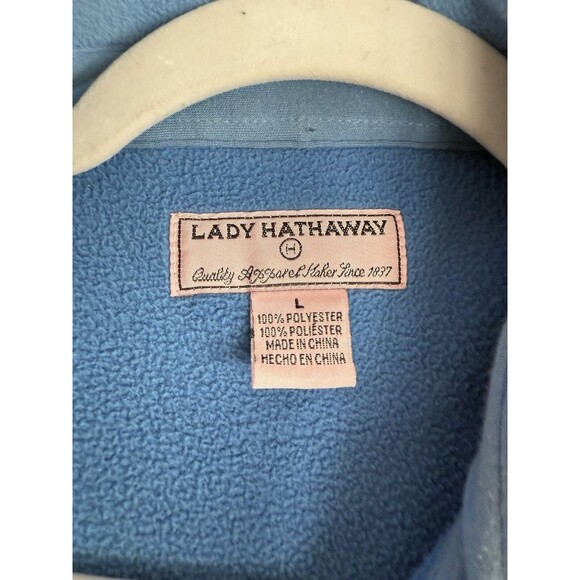 LADY HATHAWAY
H
Quality Apparel Maker Since 1837
L
100% POLYESTER
100% POLIÉSTER
MADE IN CHINA
HECHO EN CHINA